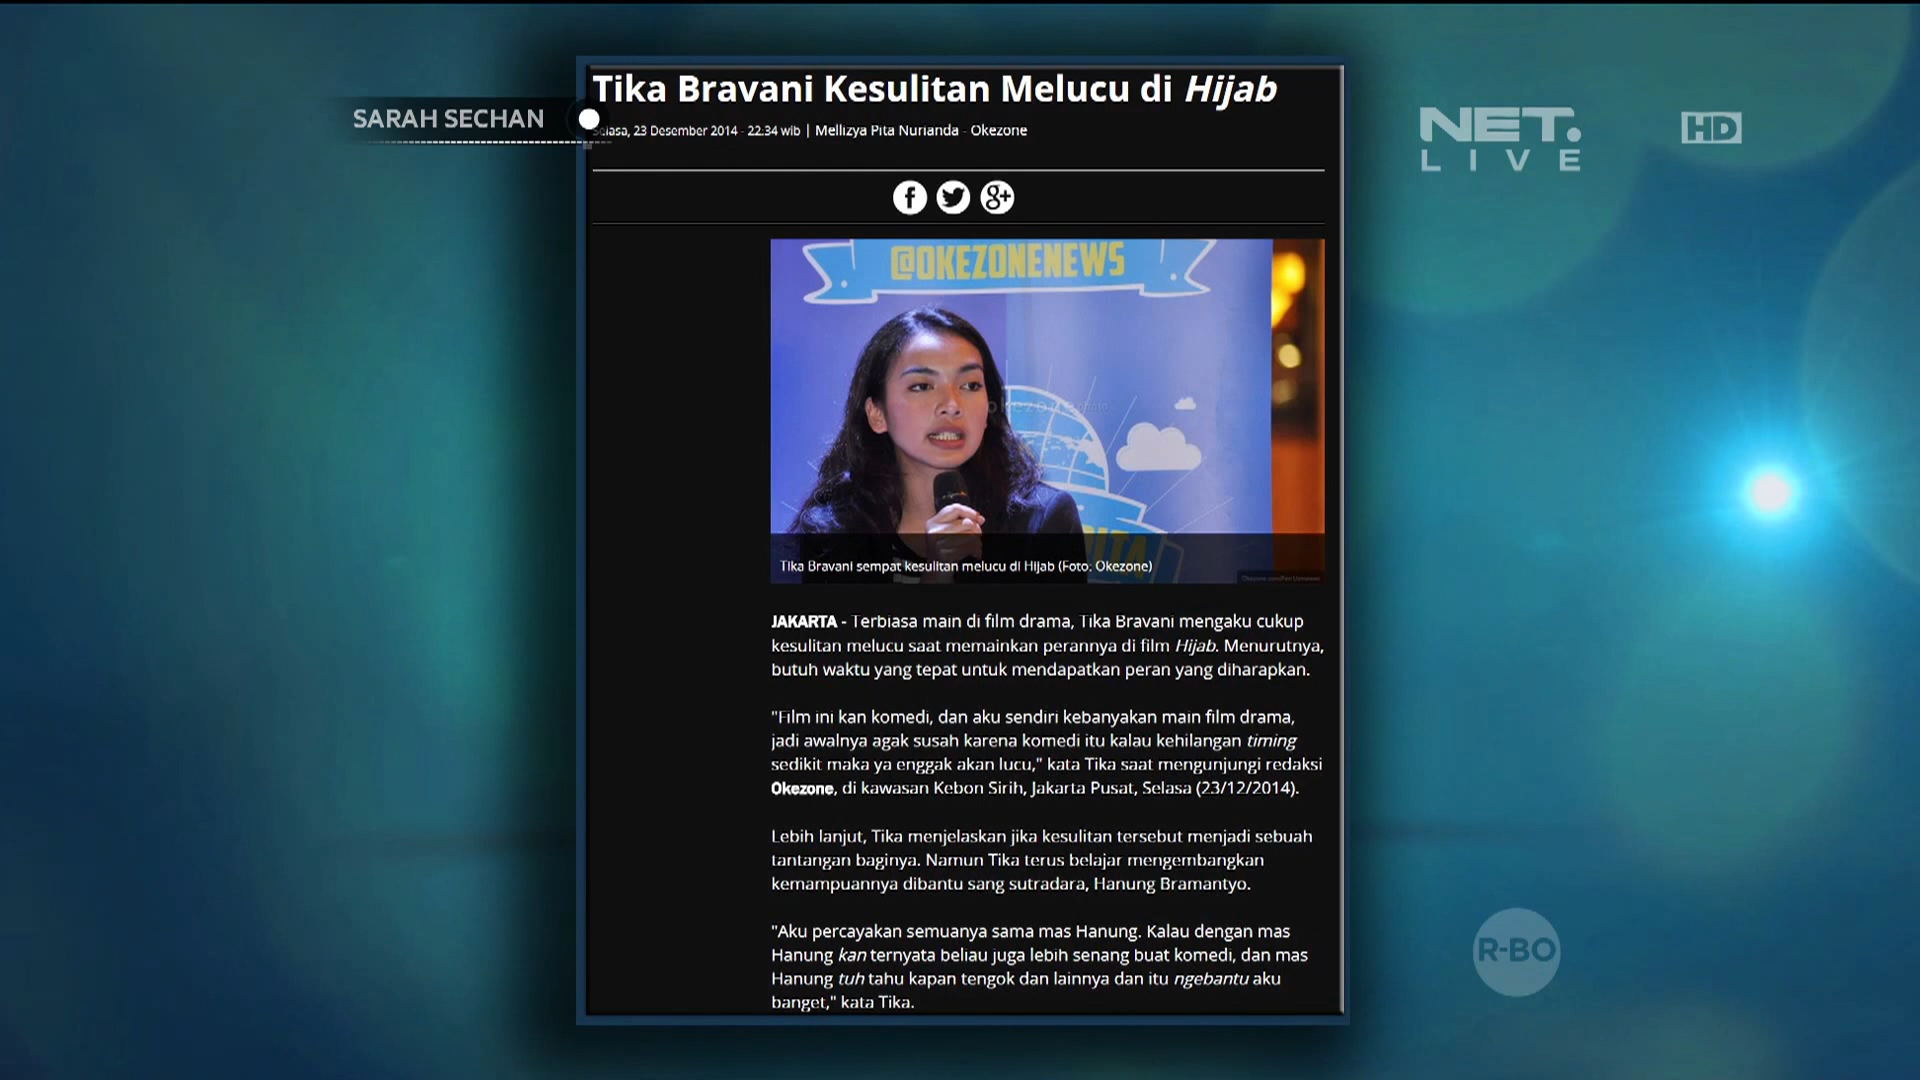 Tika Bravani Kesulitan Melucu di Hijab
SARAH SECHAN
Selasa, 23 Desember 2014 - 22:34 wib | Mellizya Pita Nurianda - Okezone
NET.
LIVE
HD
f
g+
@OKEZONENEWS
okezone
Tika Bravani sempat kesulitan melucu di Hijab (Foto: Okezone)
JAKARTA - Terbiasa main di film drama, Tika Bravani mengaku cukup
kesulitan melucu saat memainkan perannya di film Hijab. Menurutnya,
butuh waktu yang tepat untuk mendapatkan peran yang diharapkan.
"Film ini kan komedi, dan aku sendiri kebanyakan main film drama,
jadi awalnya agak susah karena komedi itu kalau kehilangan timing
sedikit maka ya enggak akan lucu," kata Tika saat mengunjungi redaksi
Okezone, di kawasan Kebon Sirih, Jakarta Pusat, Selasa (23/12/2014).
Lebih lanjut, Tika menjelaskan jika kesulitan tersebut menjadi sebuah
tantangan baginya. Namun Tika terus belajar mengembangkan
kemampuannya dibantu sang sutradara, Hanung Bramantyo.
"Aku percayakan semuanya sama mas Hanung. Kalau dengan mas
Hanung kan ternyata beliau juga lebih senang buat komedi, dan mas
Hanung tuh tahu kapan tengok dan lainnya dan itu ngebantu aku
banget," kata Tika.
R-BO